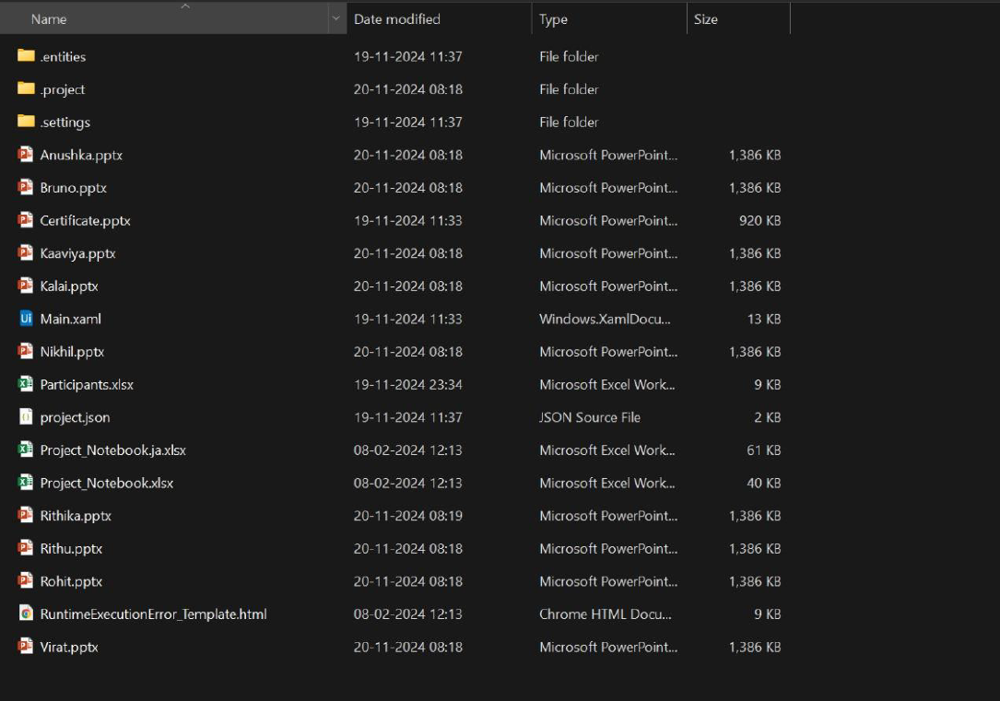 Name Date modified Type Size
.entities 19-11-2024 11:37 File folder
.project 20-11-2024 08:18 File folder
.settings 19-11-2024 11:37 File folder
Anushka.pptx 20-11-2024 08:18 Microsoft PowerPoint... 1,386 KB
Bruno.pptx 20-11-2024 08:18 Microsoft PowerPoint... 1,386 KB
Certificate.pptx 19-11-2024 11:33 Microsoft PowerPoint... 920 KB
Kaaviya.pptx 20-11-2024 08:18 Microsoft PowerPoint... 1,386 KB
Kalai.pptx 20-11-2024 08:18 Microsoft PowerPoint... 1,386 KB
Ui Main.xaml 19-11-2024 11:33 Windows.XamlDocu... 13 KB
Nikhil.pptx 20-11-2024 08:18 Microsoft PowerPoint... 1,386 KB
Participants.xlsx 19-11-2024 23:34 Microsoft Excel Work... 9 KB
project.json 19-11-2024 11:37 JSON Source File 2 KB
Project_Notebook.ja.xlsx 08-02-2024 12:13 Microsoft Excel Work... 61 KB
Project_Notebook.xlsx 08-02-2024 12:13 Microsoft Excel Work... 40 KB
Rithika.pptx 20-11-2024 08:19 Microsoft PowerPoint... 1,386 KB
Rithu.pptx 20-11-2024 08:18 Microsoft PowerPoint... 1,386 KB
Rohit.pptx 20-11-2024 08:18 Microsoft PowerPoint... 1,386 KB
RuntimeExecutionError_Template.html 08-02-2024 12:13 Chrome HTML Docu... 9 KB
Virat.pptx 20-11-2024 08:18 Microsoft PowerPoint... 1,386 KB